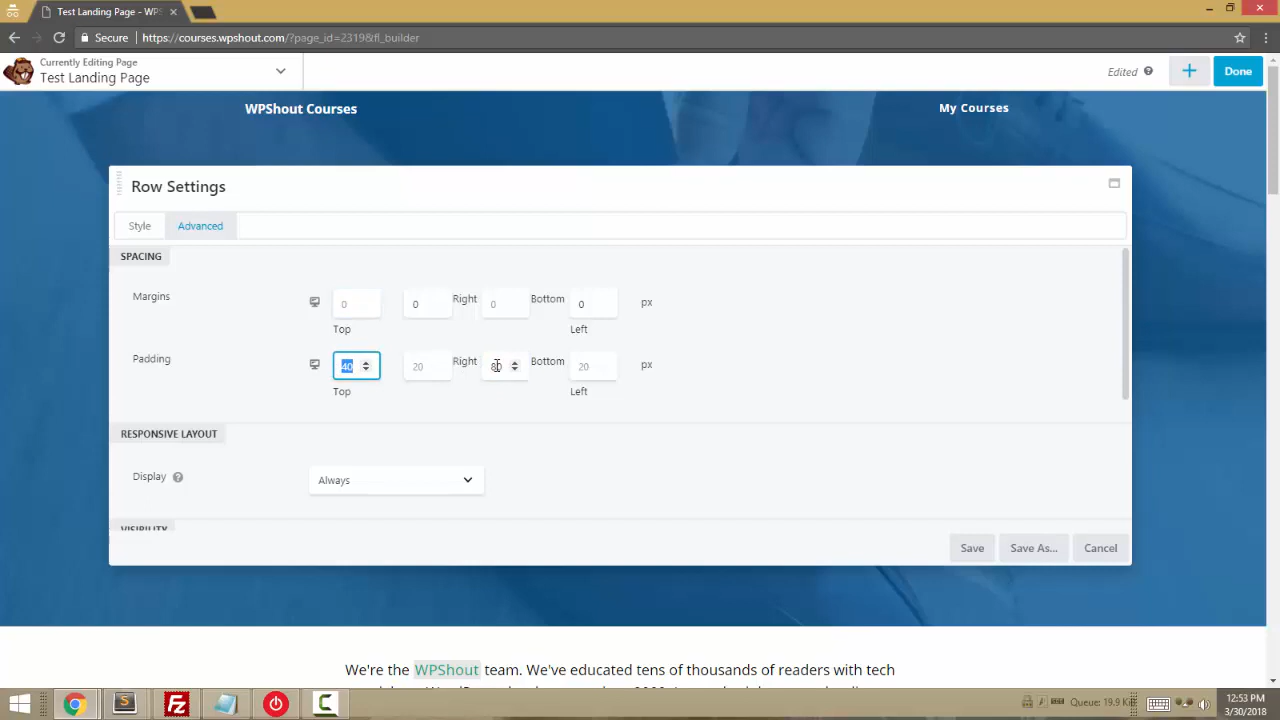 Test Landing Page - WPS
Secure
https://courses.wpshout.com/?page_id=2319&fl_builder
Currently Editing Page
Test Landing Page
Edited
Done
WPShout Courses
My Courses
Row Settings
Style
Advanced
SPACING
Margins
0
0
Right
0
Bottom
0
px
Top
Left
Padding
40
20
Right
80
Bottom
20
px
Top
Left
RESPONSIVE LAYOUT
Display
Always
VISIBILITY
Save
Save As...
Cancel
We're the WPShout team. We've educated tens of thousands of readers with tech
Queue: 19.9 K
12:53 PM
3/30/2018